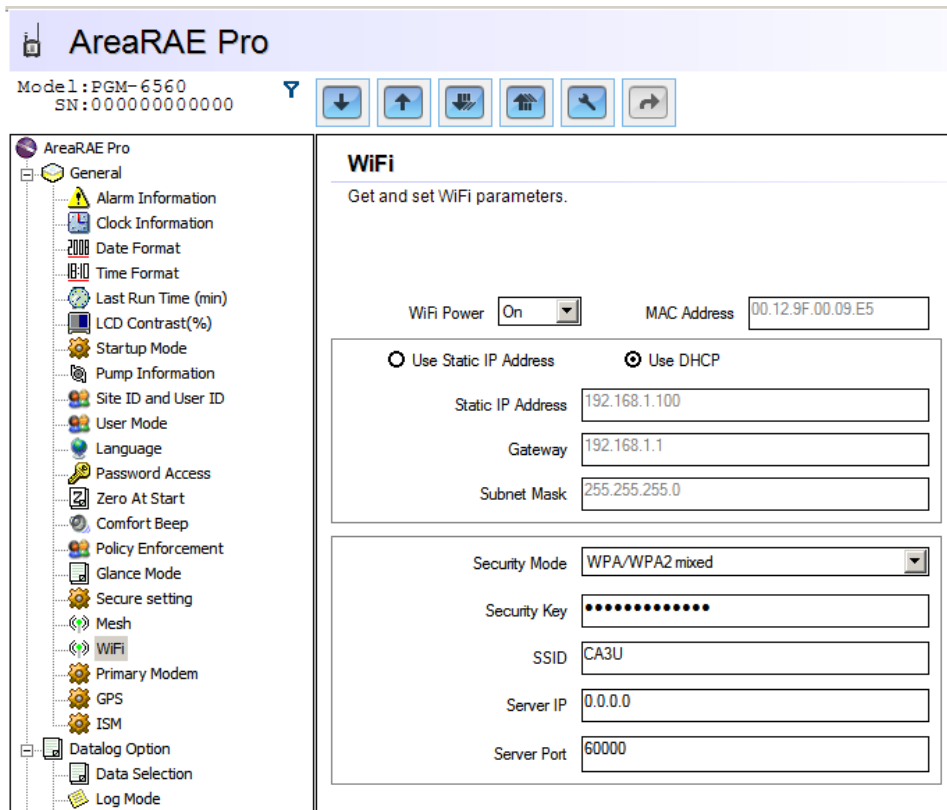 AreaRAE Pro
Model:PGM-6560
SN:000000000000
AreaRAE Pro
General
Alarm Information
Clock Information
Date Format
Time Format
Last Run Time (min)
LCD Contrast(%)
Startup Mode
Pump Information
Site ID and User ID
User Mode
Language
Password Access
Zero At Start
Comfort Beep
Policy Enforcement
Glance Mode
Secure setting
Mesh
WiFi
Primary Modem
GPS
ISM
Datalog Option
Data Selection
Log Mode
WiFi
Get and set WiFi parameters.
WiFi Power On MAC Address 00.12.9F.00.09.E5
Use Static IP Address Use DHCP
Static IP Address 192.168.1.100
Gateway 192.168.1.1
Subnet Mask 255.255.255.0
Security Mode WPA/WPA2 mixed
Security Key •••••••••••••
SSID CA3U
Server IP 0.0.0.0
Server Port 60000